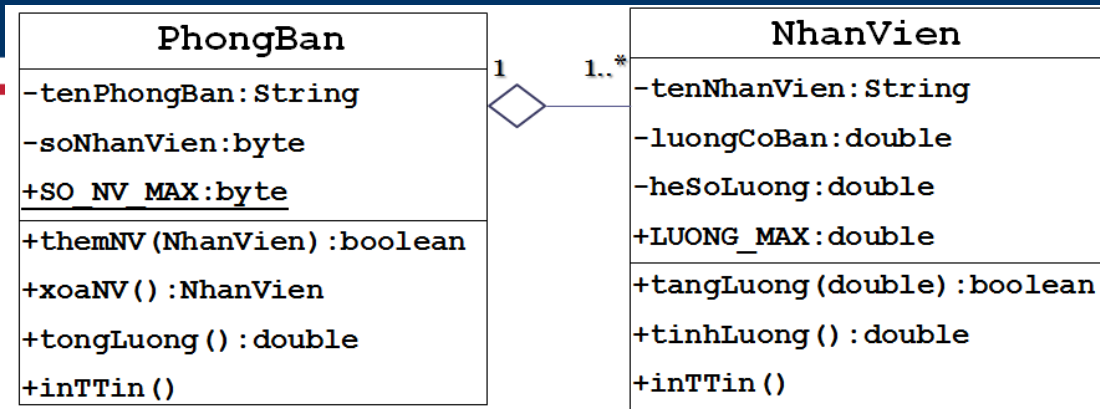 PhongBan
-tenPhongBan:String
-soNhanVien:byte
+SO_NV_MAX:byte
+themNV(NhanVien):boolean
+xoaNV():NhanVien
+tongLuong():double
+inTTin()
1
1..*
NhanVien
-tenNhanVien:String
-luongCoBan:double
-heSoLuong:double
+LUONG_MAX:double
+tangLuong(double):boolean
+tinhLuong():double
+inTTin()